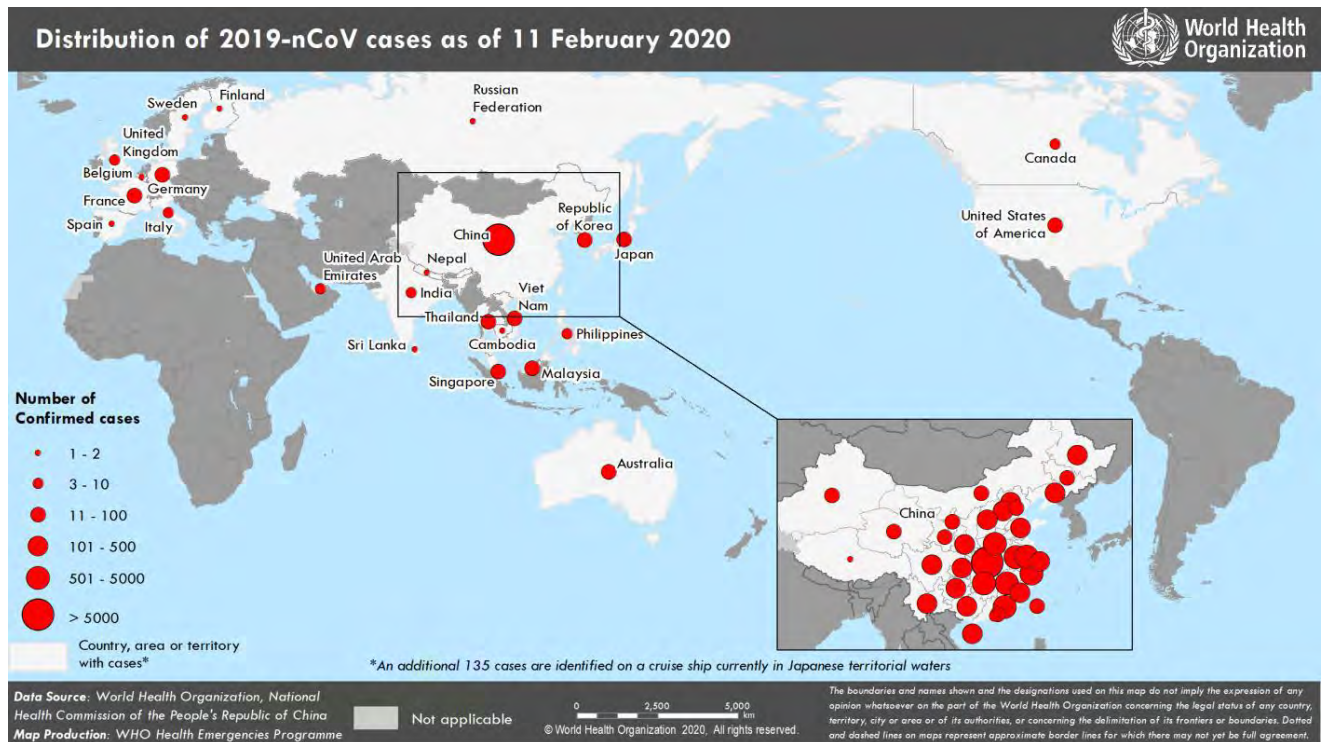 Distribution of 2019-nCoV cases as of 11 February 2020
World Health
Organization
Finland
Sweden
Russian
Federation
United
Kingdom
Belgium
Germany
France
Spain
Italy
Canada
United States
of America
Republic
of Korea
China
Japan
United Arab
Emirates
Nepal
India
Viet
Nam
Thailand
Philippines
Cambodia
Sri Lanka
Singapore
Malaysia
Australia
China
Number of
Confirmed cases
1 - 2
3 - 10
11 - 100
101 - 500
501 - 5000
> 5000
Country, area or territory
with cases*
*An additional 135 cases are identified on a cruise ship currently in Japanese territorial waters
Data Source: World Health Organization, National
Health Commission of the People's Republic of China
Map Production: WHO Health Emergencies Programme
Not applicable
0 2,500 5,000
km
© World Health Organization 2020, All rights reserved.
The boundaries and names shown and the designations used on this map do not imply the expression of any
opinion whatsoever on the part of the World Health Organization concerning the legal status of any country,
territory, city or area or of its authorities, or concerning the delimitation of its frontiers or boundaries. Dotted
and dashed lines on maps represent approximate border lines for which there may not yet be full agreement.